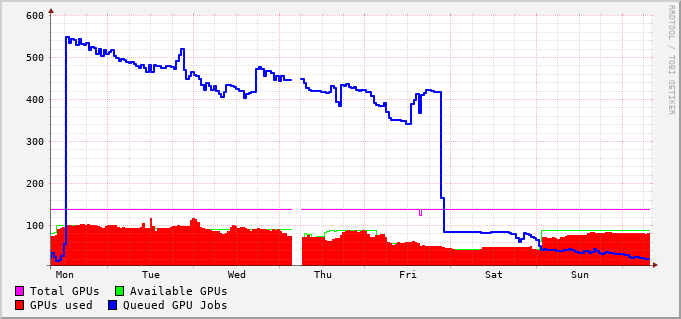 600
500
400
300
200
100
Mon Tue Wed Thu Fri Sat Sun
Total GPUs Available GPUs
GPUs used Queued GPU Jobs
RRDTOOL / TOBI OETIKER